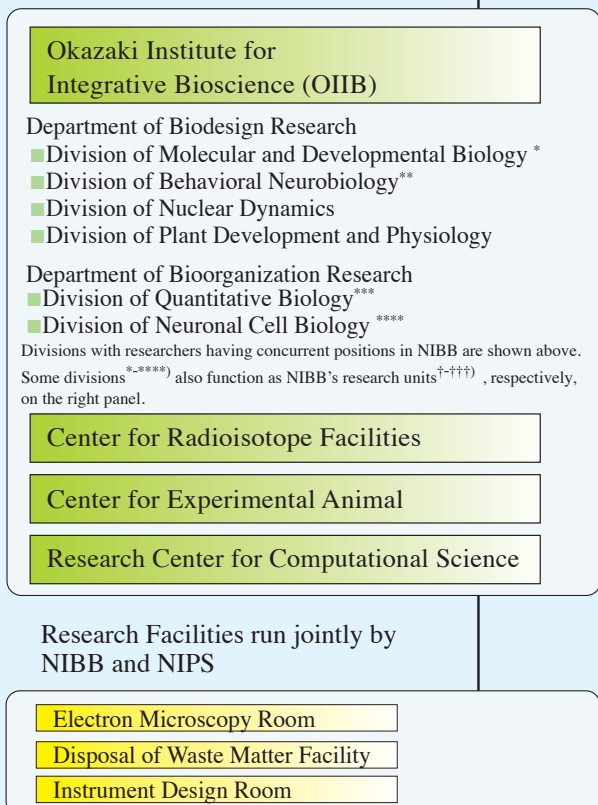 Okazaki Institute for
Integrative Bioscience (OIIB)
Department of Biodesign Research
■Division of Molecular and Developmental Biology *
■Division of Behavioral Neurobiology**
■Division of Nuclear Dynamics
■Division of Plant Development and Physiology
Department of Bioorganization Research
■Division of Quantitative Biology***
■Division of Neuronal Cell Biology ****
Divisions with researchers having concurrent positions in NIBB are shown above.
Some divisions*-****) also function as NIBB's research units†-†††) , respectively,
on the right panel.
Center for Radioisotope Facilities
Center for Experimental Animal
Research Center for Computational Science
Research Facilities run jointly by
NIBB and NIPS
Electron Microscopy Room
Disposal of Waste Matter Facility
Instrument Design Room